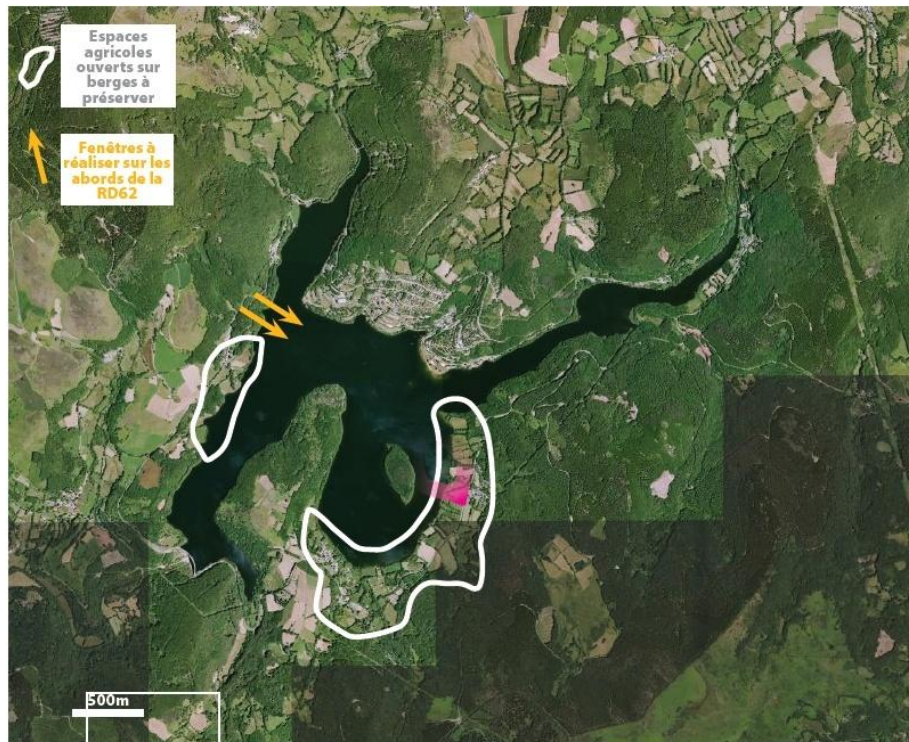 Espaces
agricoles
ouverts sur
berges à
préserver
Fenêtres à
réaliser sur les
abords de la
RD62
500m